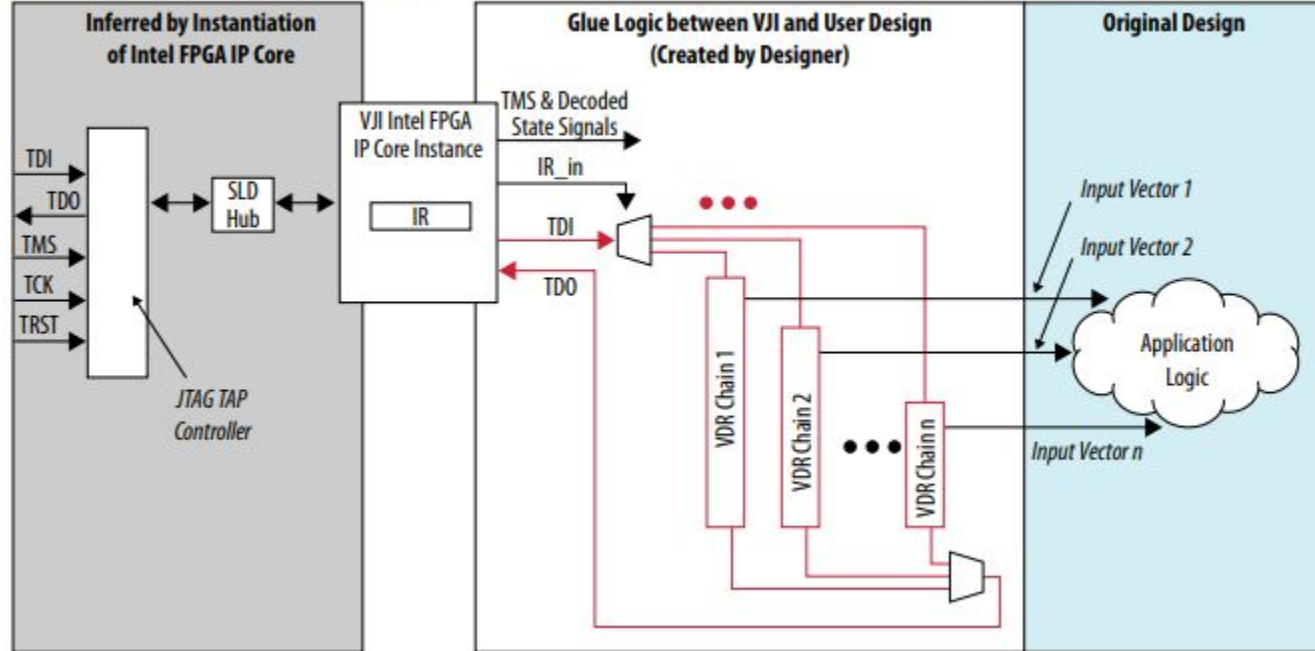 Inferred by Instantiation
of Intel FPGA IP Core
Glue Logic between VJI and User Design
(Created by Designer)
Original Design
TDI
TDO
TMS
TCK
TRST
JTAG TAP
Controller
SLD
Hub
VJI Intel FPGA
IP Core Instance
IR
TMS & Decoded
State Signals
IR_in
TDI
TDO
VDR Chain 1
VDR Chain 2
VDR Chain n
Input Vector 1
Input Vector 2
Input Vector n
Application
Logic